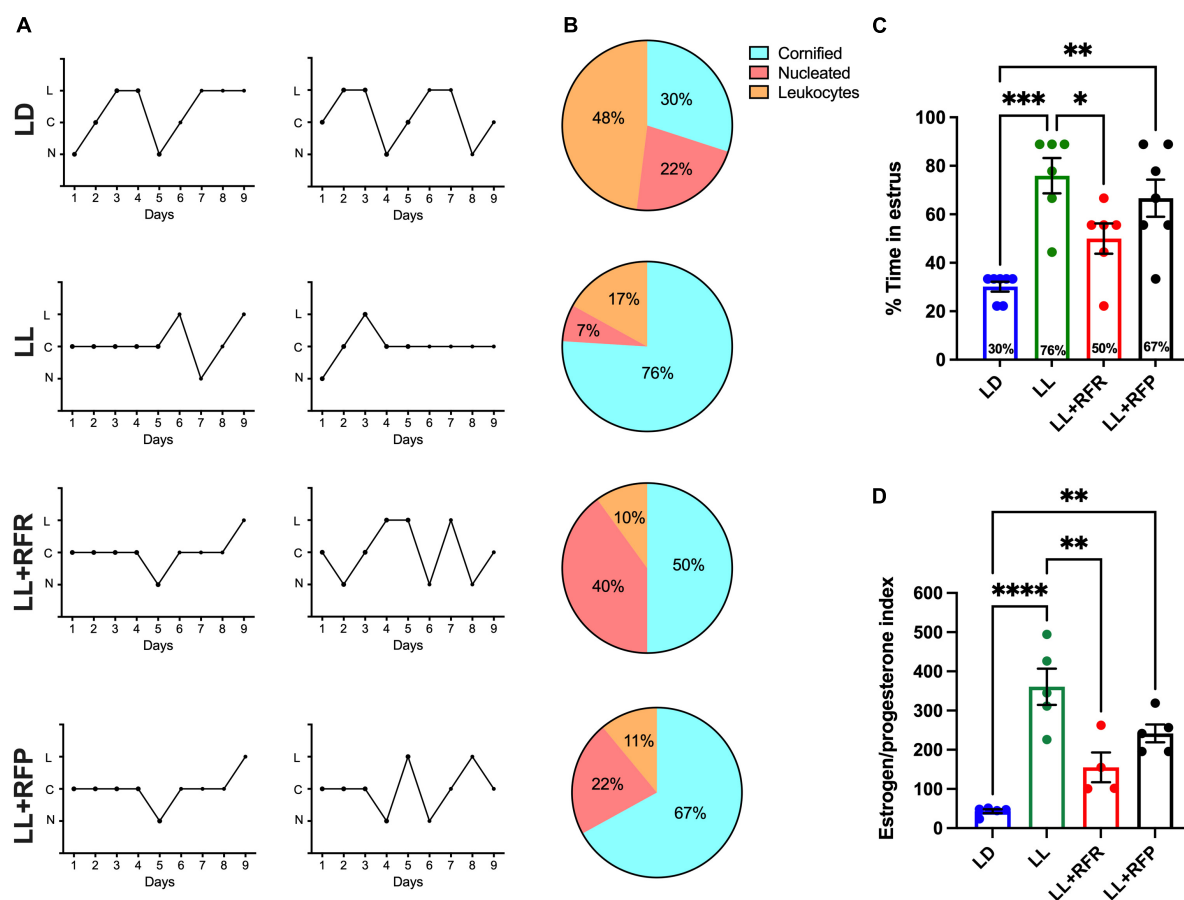 A
LD
L
C
N
1 2 3 4 5 6 7 8 9
Days
L
C
N
1 2 3 4 5 6 7 8 9
Days
LL
L
C
N
1 2 3 4 5 6 7 8 9
Days
L
C
N
1 2 3 4 5 6 7 8 9
Days
LL+RFR
L
C
N
1 2 3 4 5 6 7 8 9
Days
L
C
N
1 2 3 4 5 6 7 8 9
Days
LL+RFP
L
C
N
1 2 3 4 5 6 7 8 9
Days
L
C
N
1 2 3 4 5 6 7 8 9
Days
B
Cornified
Nucleated
Leukocytes
48%
30%
22%
17%
7%
76%
10%
50%
40%
11%
22%
67%
C
**
*** *
% Time in estrus
100
80
60
40
20
0
30% 76% 50% 67%
LD LL LL+RFR LL+RFP
D
**
**
****
Estrogen/progesterone index
600
500
400
300
200
100
0
LD LL LL+RFR LL+RFP